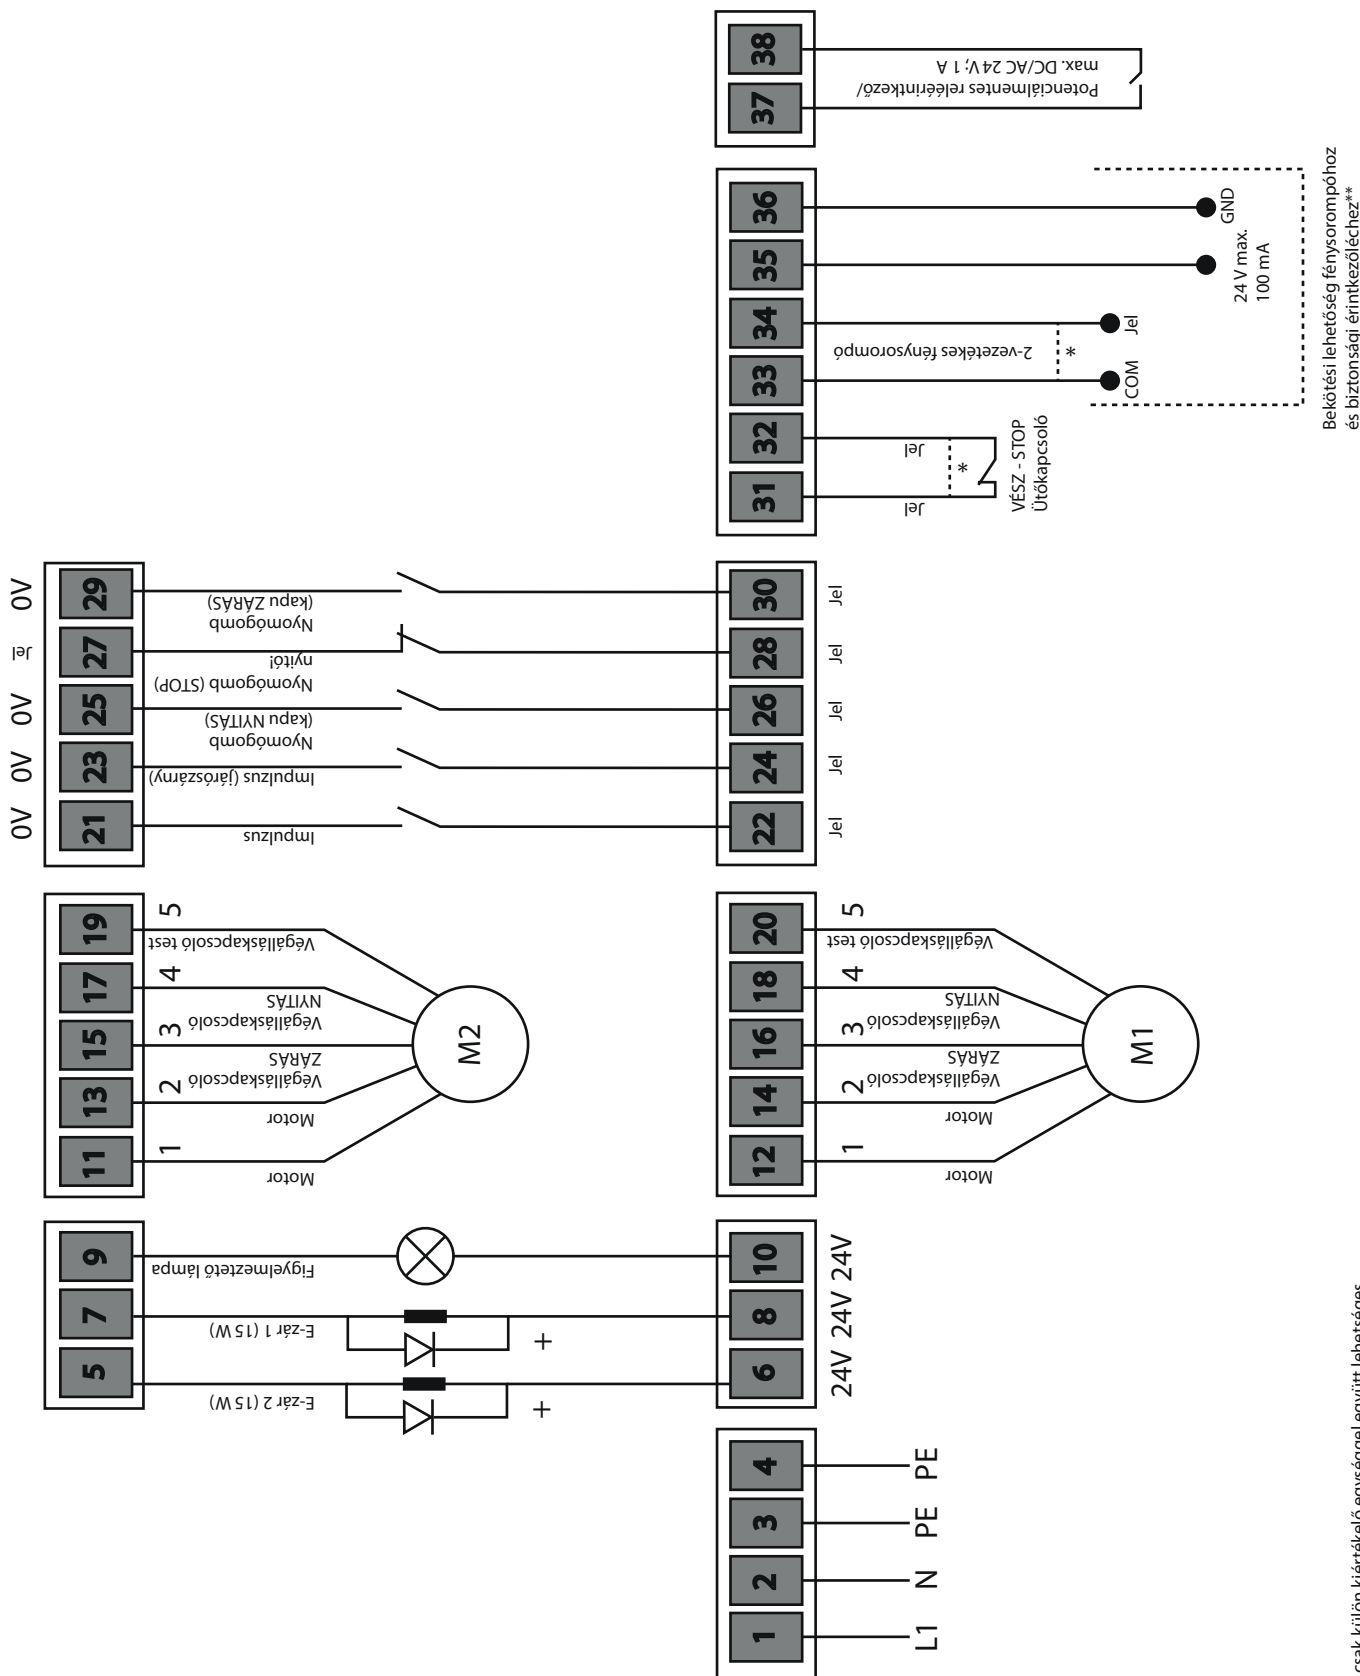 38
37
Potenciálmentes reléérintkező/
max. DC/AC 24 V; 1 A
36
35
34
33
32
31
GND
24 V max.
100 mA
Jel
COM
2-vezetékes fénysorompó
*
Jel
Jel
*
VÉSZ - STOP
Ütőkapcsoló
Bekötési lehetőség fénysorompóhoz
és biztonsági érintkezőléchez**
0V
Jel
0V
0V
0V
29
27
25
23
21
Nyomógomb
(kapu ZÁRÁS)
Nyomógomb (STOP)
nyitó!
Nyomógomb
(kapu NYITÁS)
Impulzus (járószárny)
Impulzus
30
28
26
24
22
Jel
Jel
Jel
Jel
Jel
19
17
15
13
11
5
4
3
2
1
Végálláskapcsoló test
Végálláskapcsoló
NYITÁS
Végálláskapcsoló
ZÁRÁS
Motor
Motor
M2
20
18
16
14
12
5
4
3
2
1
Végálláskapcsoló test
Végálláskapcsoló
NYITÁS
Végálláskapcsoló
ZÁRÁS
Motor
Motor
M1
9
7
5
Figyelmeztető lámpa
E-zár 1 (15 W)
E-zár 2 (15 W)
+
+
10
8
6
24V 24V 24V
4
3
2
1
PE
PE
N
L1
csak külön kiértékelő egységgel együtt lehetséges